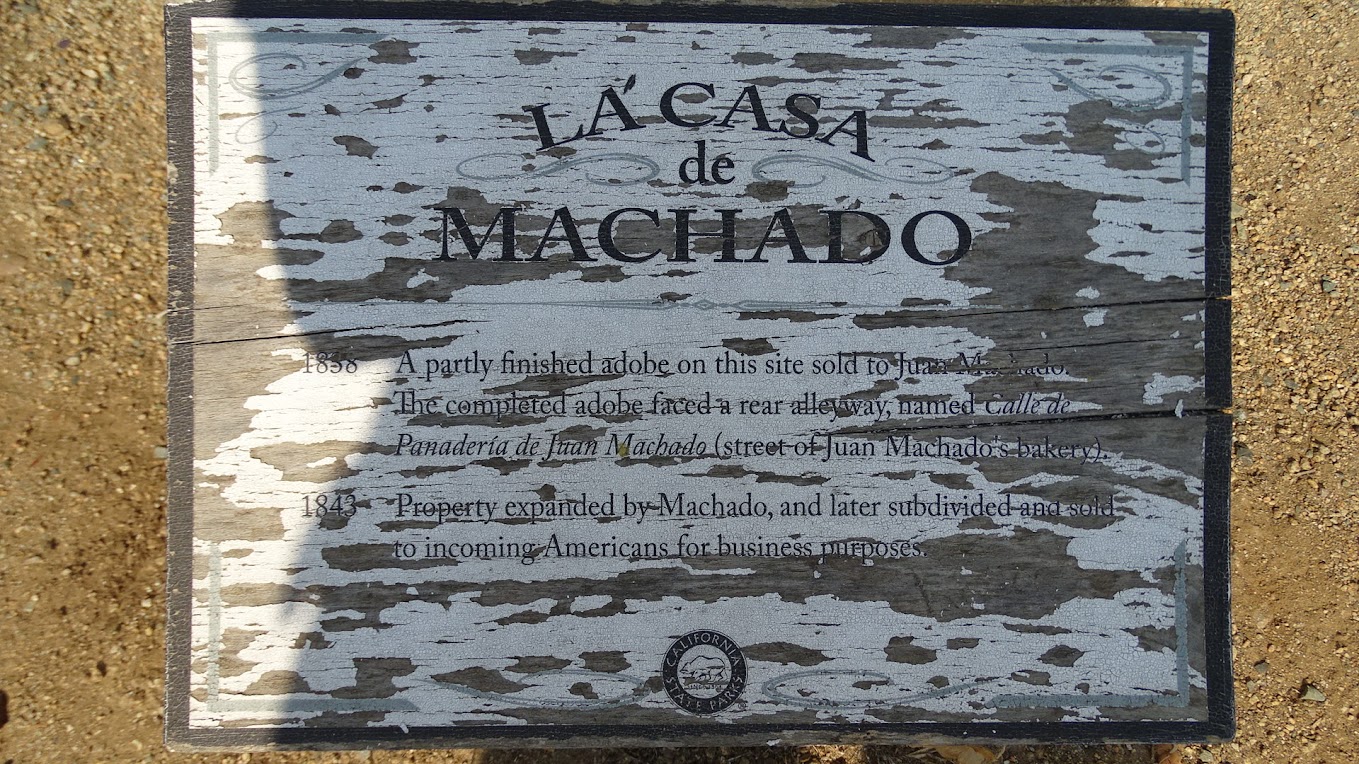 LA CASA
de
MACHADO
1838 A partly finished adobe on this site sold to Juan Machado.
The completed adobe faced a rear alleyway, named Calle de
Panadería de Juan Machado (street of Juan Machado's bakery).
1843 Property expanded by Machado, and later subdivided and sold
to incoming Americans for business purposes.
CALIFORNIA
STATE PARKS